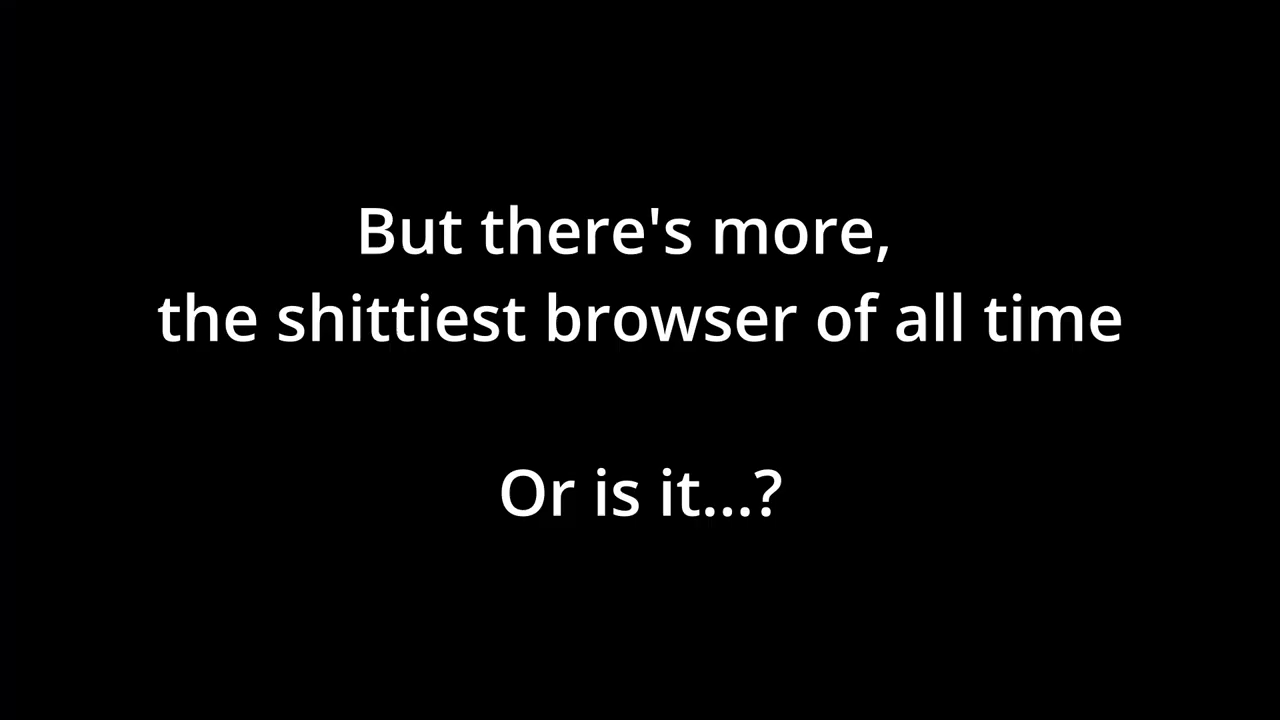 But there's more,
the shittiest browser of all time
Or is it...?